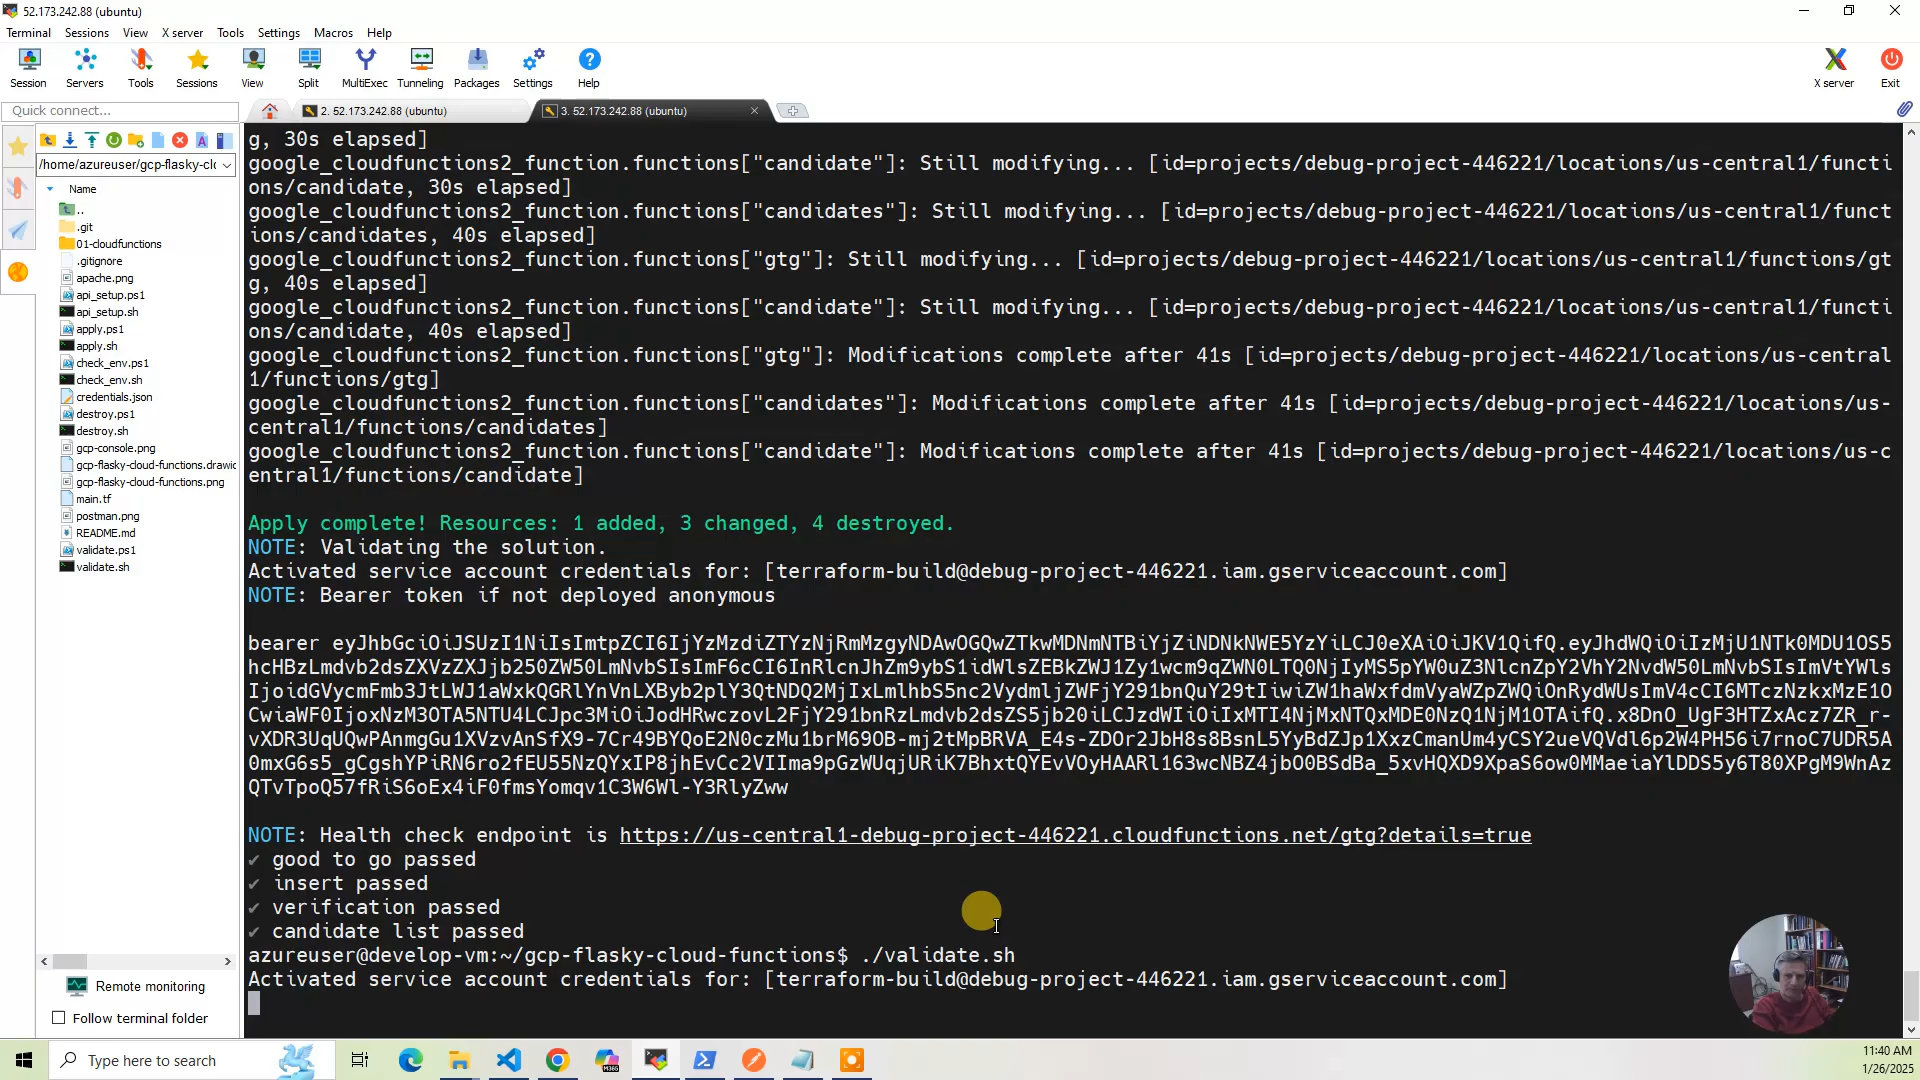 52.173.242.88 (ubuntu)
Terminal Sessions View X server Tools Settings Macros Help
Session Servers Tools Sessions View Split MultiExec Tunneling Packages Settings Help X server Exit
Quick connect...
2. 52.173.242.88 (ubuntu)
3. 52.173.242.88 (ubuntu)
/home/azureuser/gcp-flasky-clo
Name
..
.git
01-cloudfunctions
.gitignore
apache.png
api_setup.ps1
api_setup.sh
apply.ps1
apply.sh
check_env.ps1
check_env.sh
credentials.json
destroy.ps1
destroy.sh
gcp-console.png
gcp-flasky-cloud-functions.drawio
gcp-flasky-cloud-functions.png
main.tf
postman.png
README.md
validate.ps1
validate.sh
Remote monitoring
Follow terminal folder
g, 30s elapsed]
google_cloudfunctions2_function.functions["candidate"]: Still modifying... [id=projects/debug-project-446221/locations/us-central1/functi
ons/candidate, 30s elapsed]
google_cloudfunctions2_function.functions["candidates"]: Still modifying... [id=projects/debug-project-446221/locations/us-central1/funct
ions/candidates, 40s elapsed]
google_cloudfunctions2_function.functions["gtg"]: Still modifying... [id=projects/debug-project-446221/locations/us-central1/functions/gt
g, 40s elapsed]
google_cloudfunctions2_function.functions["candidate"]: Still modifying... [id=projects/debug-project-446221/locations/us-central1/functi
ons/candidate, 40s elapsed]
google_cloudfunctions2_function.functions["gtg"]: Modifications complete after 41s [id=projects/debug-project-446221/locations/us-central
1/functions/gtg]
google_cloudfunctions2_function.functions["candidates"]: Modifications complete after 41s [id=projects/debug-project-446221/locations/us-
central1/functions/candidates]
google_cloudfunctions2_function.functions["candidate"]: Modifications complete after 41s [id=projects/debug-project-446221/locations/us-c
entral1/functions/candidate]
Apply complete! Resources: 1 added, 3 changed, 4 destroyed.
NOTE: Validating the solution.
Activated service account credentials for: [terraform-build@debug-project-446221.iam.gserviceaccount.com]
NOTE: Bearer token if not deployed anonymous
bearer
NOTE: Health check endpoint is https://us-central1-debug-project-446221.cloudfunctions.net/gtg?details=true
✓ good to go passed
✓ insert passed
✓ verification passed
✓ candidate list passed
azureuser@develop-vm:~/gcp-flasky-cloud-functions$ ./validate.sh
Activated service account credentials for: [terraform-build@debug-project-446221.iam.gserviceaccount.com]
Type here to search
11:40 AM
1/26/2025